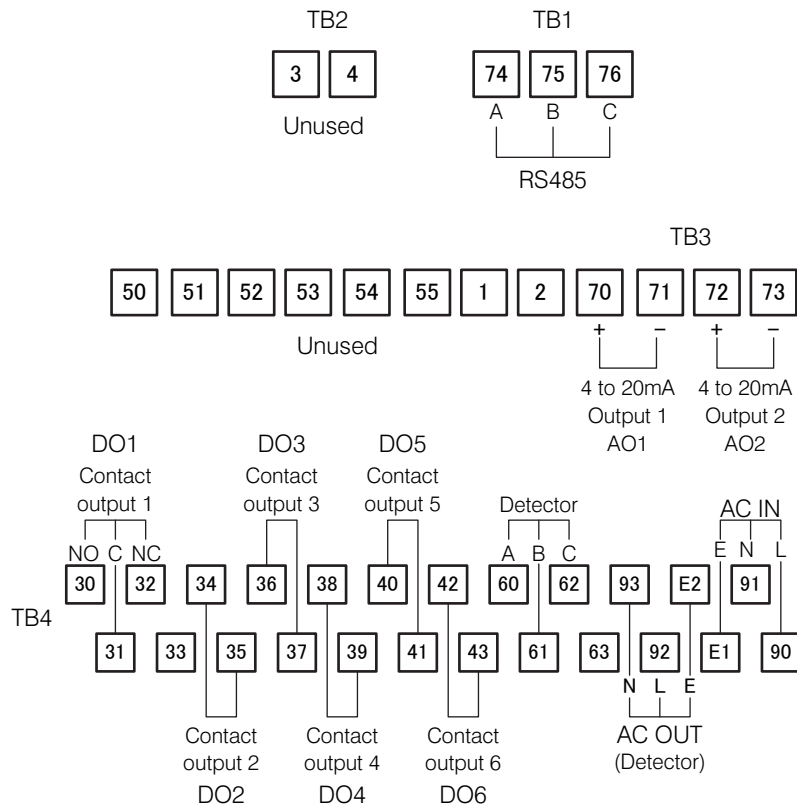 TB2
TB1
3 4
74 75 76
Unused
A B C
RS485
TB3
50 51 52 53 54 55 1 2 70 71 72 73
Unused
+ − + −
4 to 20mA
Output 1
AO1
4 to 20mA
Output 2
AO2
DO1
Contact
output 1
DO3
Contact
output 3
DO5
Contact
output 5
Detector
AC IN
NO C NC
A B C
E N L
30 32 34 36 38 40 42 60 62 93 E2 91
TB4
31 33 35 37 39 41 43 61 63 92 E1 90
N L E
Contact
output 2
DO2
Contact
output 4
DO4
Contact
output 6
DO6
AC OUT
(Detector)